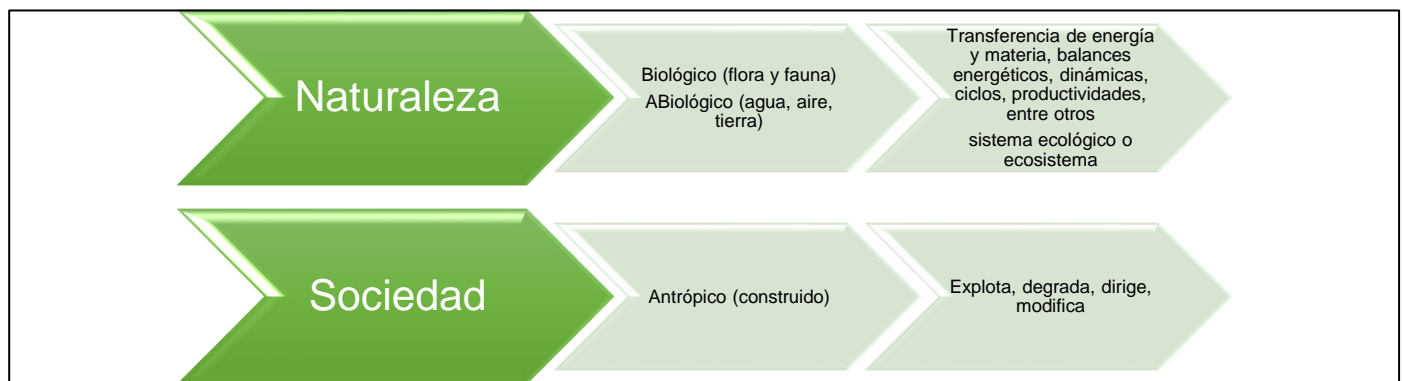 Naturaleza
Biológico (flora y fauna)
ABiológico (agua, aire,
tierra)
Transferencia de energía
y materia, balances
energéticos, dinámicas,
ciclos, productividades,
entre otros
sistema ecológico o
ecosistema
Sociedad
Antrópico (construido)
Explota, degrada, dirige,
modifica